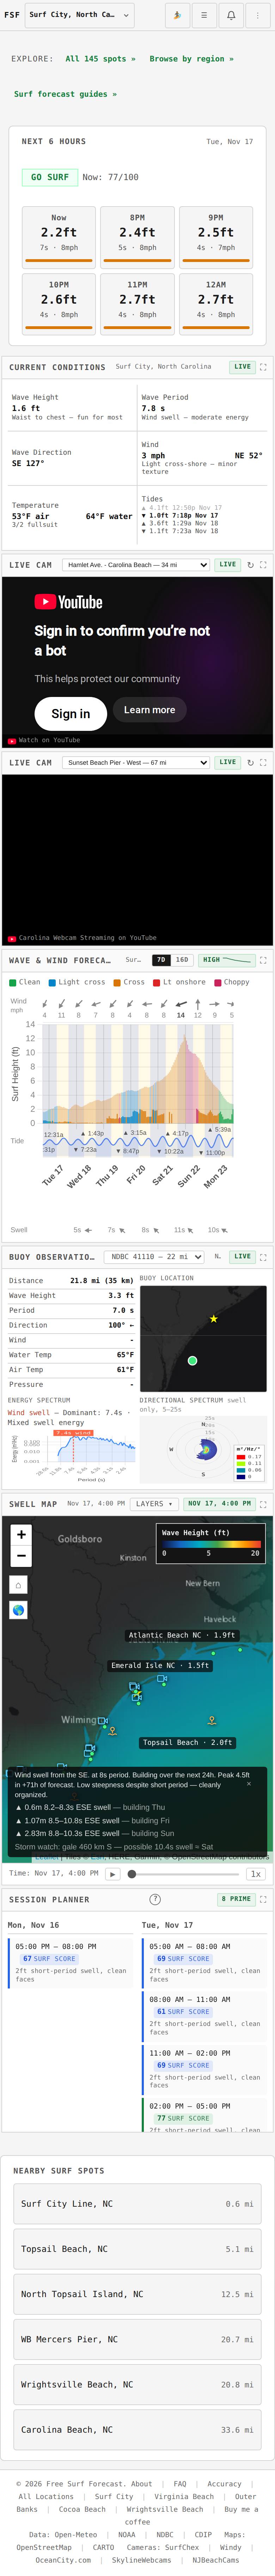 FSF Surf City, North Ca…
EXPLORE: All 145 spots » Browse by region »
Surf forecast guides »
NEXT 6 HOURS Tue, Nov 17
GO SURF Now: 77/100
Now 8PM 9PM
2.2ft 2.4ft 2.5ft
7s · 8mph 5s · 8mph 4s · 7mph
10PM 11PM 12AM
2.6ft 2.7ft 2.7ft
4s · 8mph 4s · 8mph 4s · 8mph
CURRENT CONDITIONS Surf City, North Carolina LIVE
Wave Height
1.6 ft
Waist to chest — fun for most
Wave Period
7.8 s
Wind swell — moderate energy
Wave Direction
SE 127°
Wind
3 mph NE 52°
Light cross-shore — minor
texture
Temperature
53°F air 64°F water
3/2 fullsuit
Tides
▲ 4.1ft 12:58p Nov 17
▼ 1.0ft 7:18p Nov 17
▲ 3.6ft 1:29a Nov 18
▼ 1.1ft 7:23a Nov 18
LIVE CAM Hamlet Ave. - Carolina Beach — 34 mi LIVE
YouTube
Sign in to confirm you're not
a bot
This helps protect our community
Sign in Learn more
Watch on YouTube
LIVE CAM Sunset Beach Pier - West — 67 mi LIVE
Carolina Webcam Streaming on YouTube
WAVE & WIND FORECA… Sur… 7D 16D HIGH
Clean Light cross Cross Lt onshore Choppy
Wind
mph
4 11 8 7 8 4 8 8 14 12 9 5
Surf Height (ft)
14
12
10
8
6
4
2
0
Tide
12:31a ▲ 1:43p ▲ 3:15a ▲ 4:17p ▲ 5:39a
:31p ▼ 7:23a ▼ 8:47p ▼ 10:22a ▼ 11:00p
Tue 17 Wed 18 Thu 19 Fri 20 Sat 21 Sun 22 Mon 23
Swell 5s 7s 8s 11s 10s
BUOY OBSERVATIO… NDBC 41110 — 22 mi N… LIVE
Distance 21.8 mi (35 km)
Wave Height 3.3 ft
Period 7.0 s
Direction 100° ←
Wind -
Water Temp 65°F
Air Temp 61°F
Pressure -
BUOY LOCATION
ENERGY SPECTRUM
Wind swell — Dominant: 7.4s ·
Mixed swell energy
7.4s wind
Period (s)
DIRECTIONAL SPECTRUM swell
only, 5–25s
25s
20s
15s
N
W
S
m²/Hz/°
0.17
0.11
0.06
0
SWELL MAP Nov 17, 4:00 PM LAYERS ▾ NOV 17, 4:00 PM
+
−
Goldsboro
Kinston
New Bern
Havelock
Wilming
Wave Height (ft)
0 5 20
Atlantic Beach NC · 1.9ft
Emerald Isle NC · 1.5ft
Topsail Beach · 2.0ft
Wind swell from the SE. at 8s period. Building over the next 24h. Peak 4.5ft
in +71h of forecast. Low steepness despite short period — cleanly
organized.
×
▲ 0.6m 8.2–8.3s ESE swell — building Thu
▲ 1.07m 8.5–10.8s ESE swell — building Fri
▲ 2.83m 8.8–10.3s ESE swell — building Sun
Storm watch: gale 460 km S — possible 10.4s swell ≈ Sat
Time: Nov 17, 4:00 PM ▶ 1x
SESSION PLANNER ? 8 PRIME
Mon, Nov 16
05:00 PM – 08:00 PM
67 SURF SCORE
2ft short-period swell, clean
faces
Tue, Nov 17
05:00 AM – 08:00 AM
69 SURF SCORE
2ft short-period swell, clean
faces
08:00 AM – 11:00 AM
61 SURF SCORE
2ft short-period swell, clean
faces
11:00 AM – 02:00 PM
69 SURF SCORE
2ft short-period swell, clean
faces
02:00 PM – 05:00 PM
77 SURF SCORE
2ft short-period swell, clean
NEARBY SURF SPOTS
Surf City Line, NC 0.6 mi
Topsail Beach, NC 5.1 mi
North Topsail Island, NC 12.5 mi
WB Mercers Pier, NC 20.7 mi
Wrightsville Beach, NC 20.8 mi
Carolina Beach, NC 33.6 mi
© 2026 Free Surf Forecast. About | FAQ | Accuracy |
All Locations | Surf City | Virginia Beach | Outer
Banks | Cocoa Beach | Wrightsville Beach | Buy me a
coffee
Data: Open-Meteo | NOAA | NDBC | CDIP Maps:
OpenStreetMap | CARTO Cameras: SurfChex | Windy |
OceanCity.com | SkylineWebcams | NJBeachCams